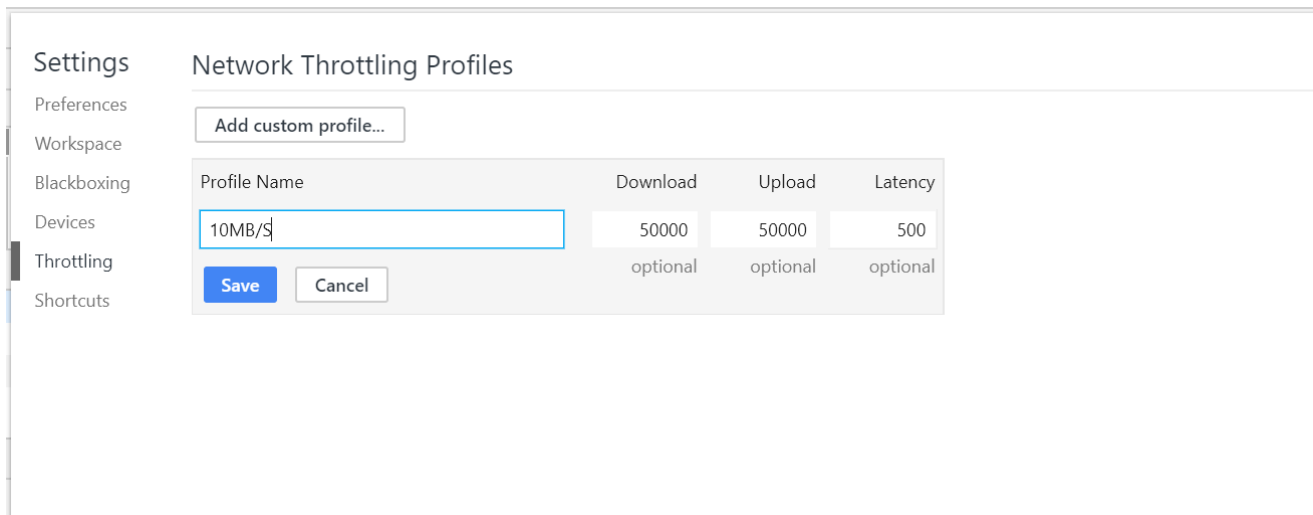 Settings
Preferences
Workspace
Blackboxing
Devices
Throttling
Shortcuts
Network Throttling Profiles
Add custom profile...
Profile Name Download Upload Latency
10MB/S 50000 50000 500
optional optional optional
Save Cancel